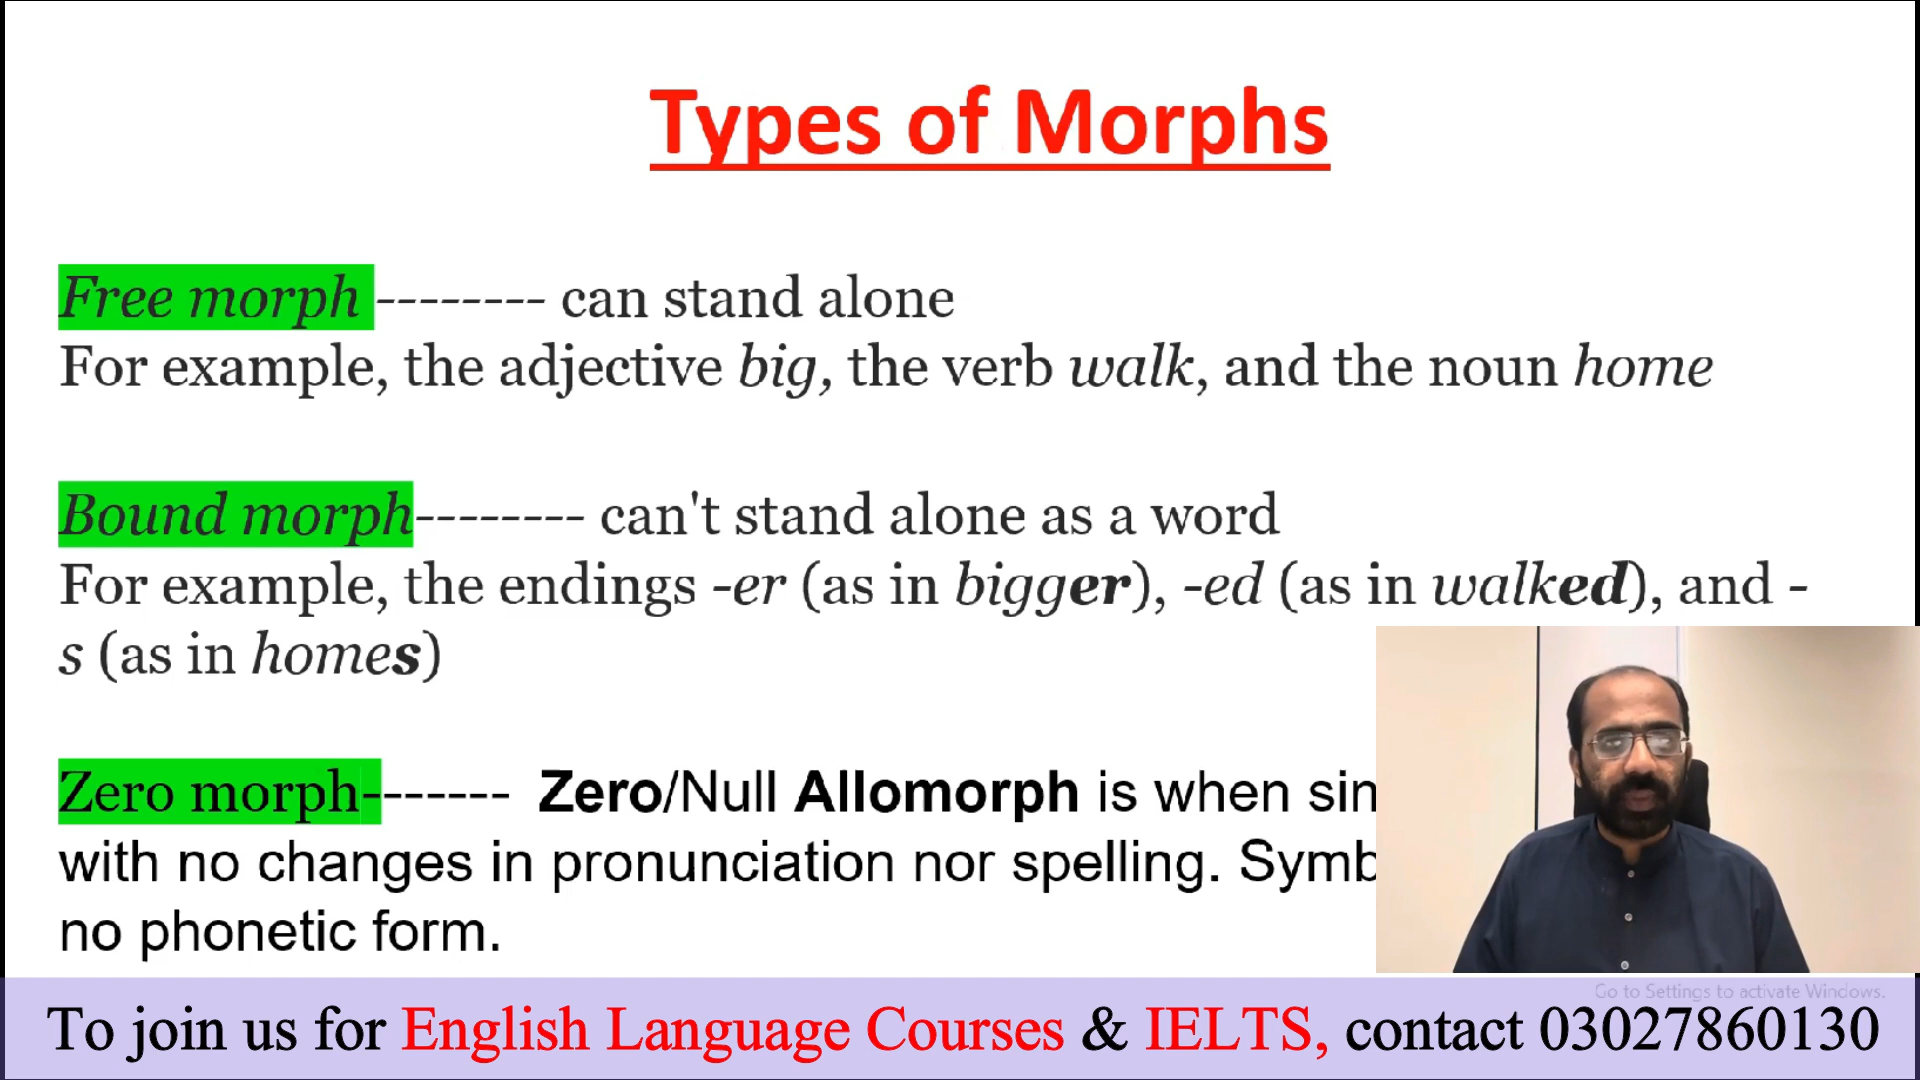 Types of Morphs
Free morph -------- can stand alone
For example, the adjective big, the verb walk, and the noun home
Bound morph-------- can't stand alone as a word
For example, the endings -er (as in bigger), -ed (as in walked), and -
s (as in homes)
Zero morph------- Zero/Null Allomorph is when
with no changes in pronunciation nor spelling.
no phonetic form.
Go to Settings to activate Windows.
To join us for English Language Courses & IELTS, contact 03027860130